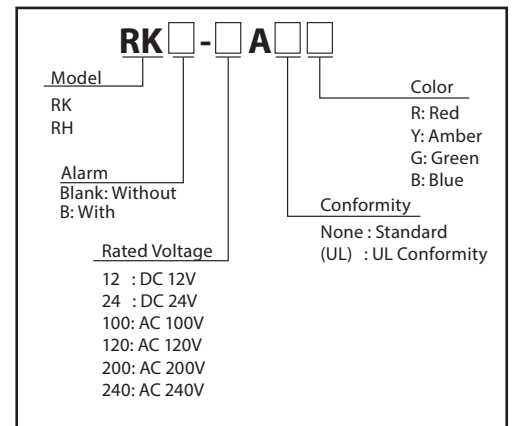 RK□-□A□□
Model
RK
RH
Alarm
Blank: Without
B: With
Rated Voltage
12 : DC 12V
24 : DC 24V
100: AC 100V
120: AC 120V
200: AC 200V
240: AC 240V
Color
R: Red
Y: Amber
G: Green
B: Blue
Conformity
None : Standard
(UL) : UL Conformity